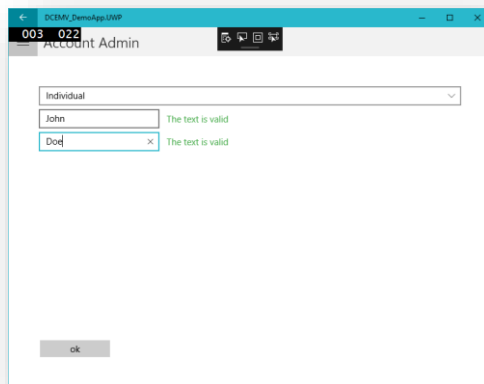 DCEMV_DemoApp.UWP
003 022
Account Admin
Individual
John The text is valid
Doe The text is valid
ok